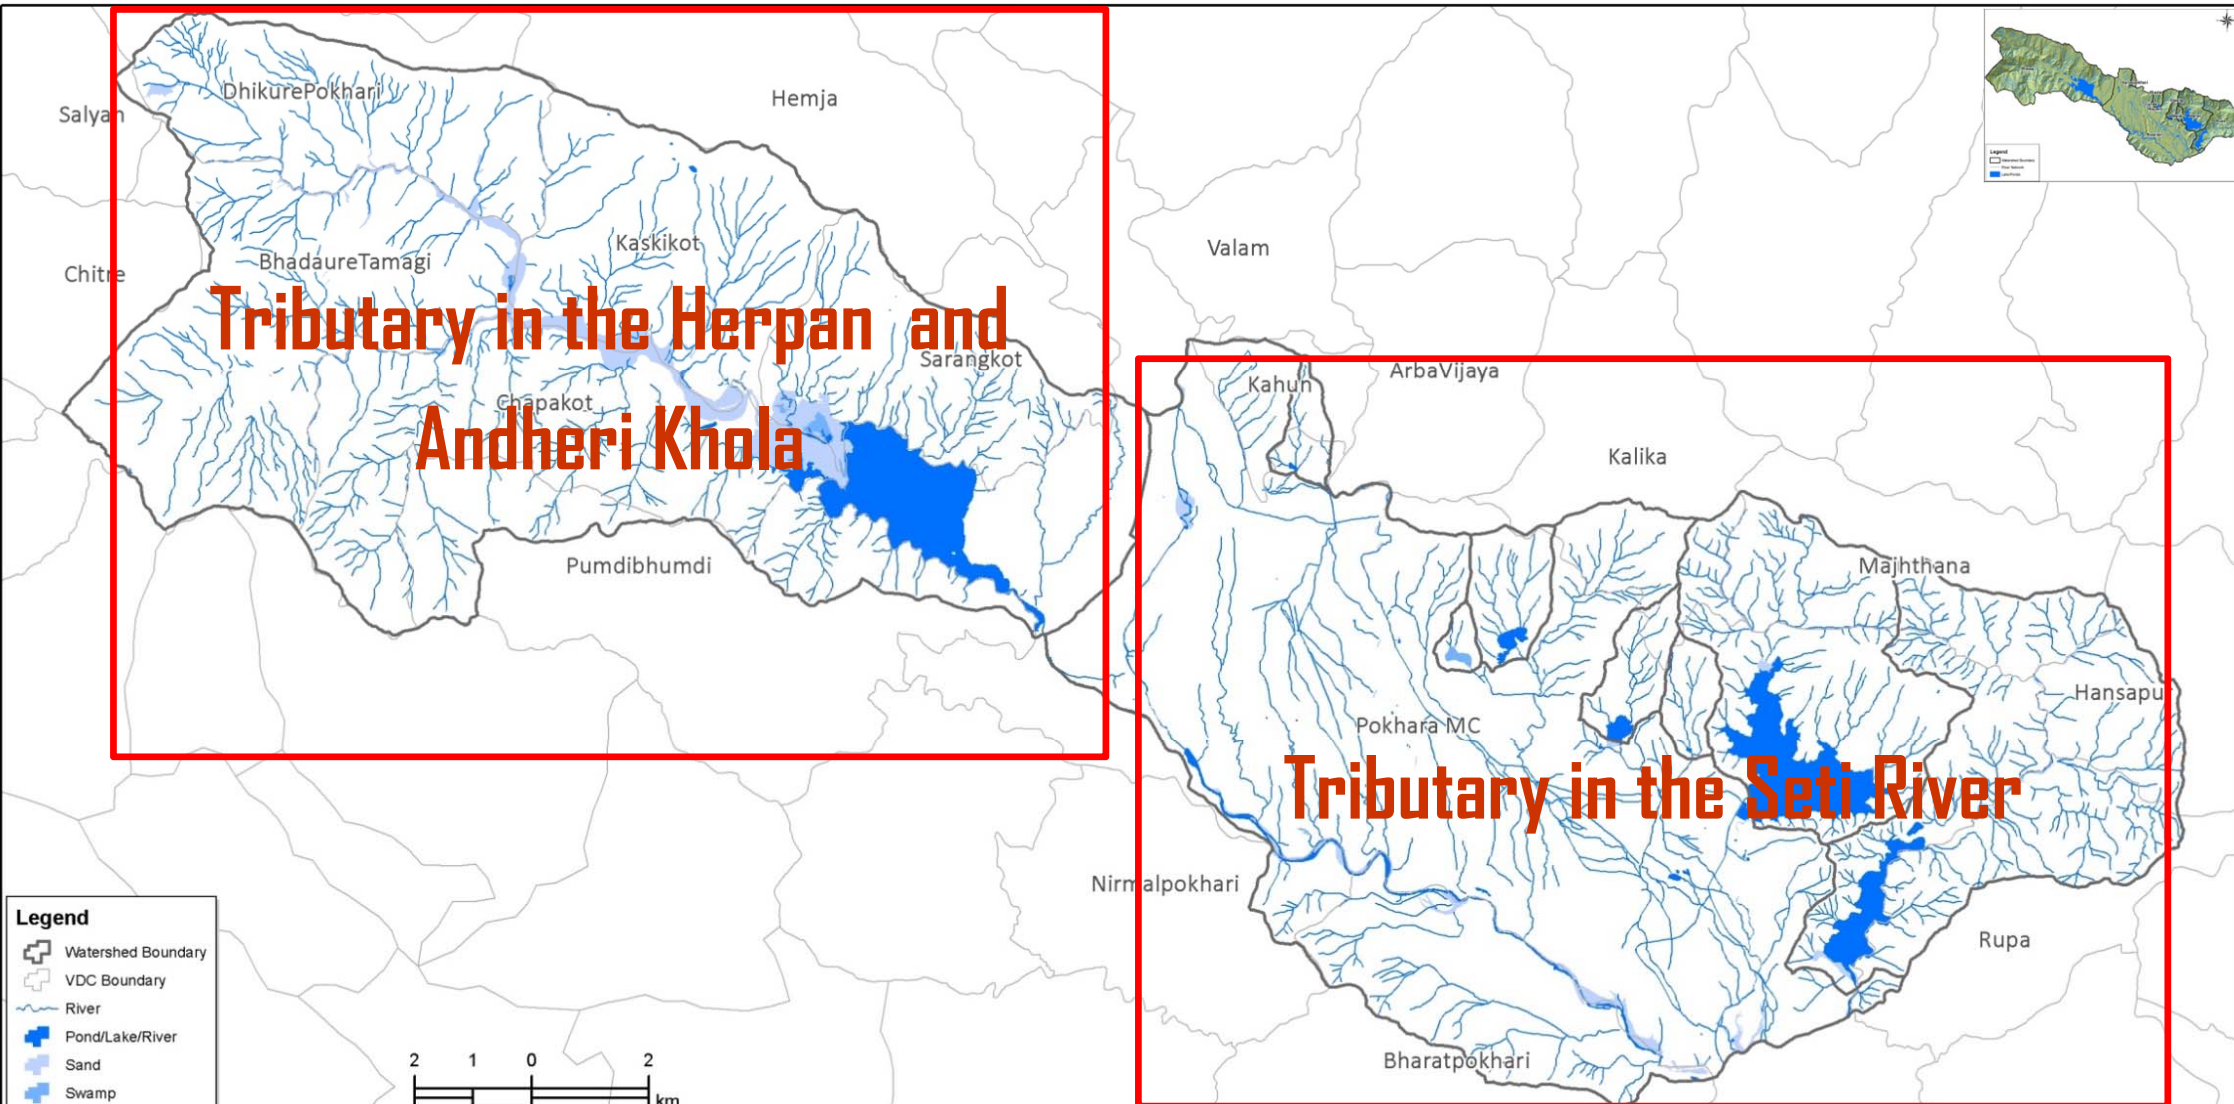 DhikurePokhari
Hemja
Salyan
Valam
Kaskikot
BhadaureTamagi
Chitre
Tributary in the Herpan and
Sarangkot
Kahun
ArbaVijaya
Chapakot
Andheri Khola
Kalika
Pumdibhumdi
Majhthana
Hansapu
Pokhara MC
Tributary in the Seti River
Nirmalpokhari
Rupa
Bharatpokhari
Legend
Watershed Boundary
VDC Boundary
River
Pond/Lake/River
Sand
Swamp
2 1 0 2
km
Legend